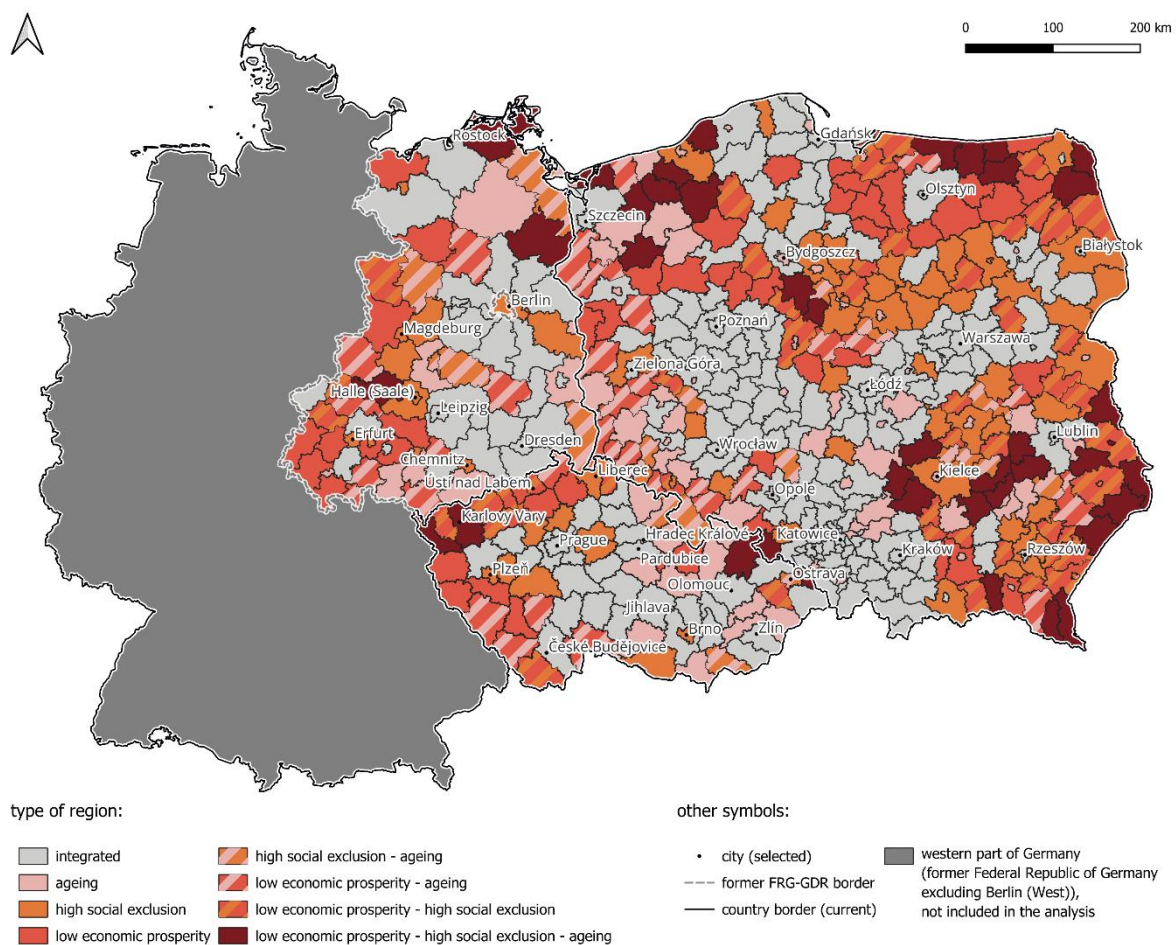 0 100 200 km
Rostock
Gdańsk
Olsztyn
Szczecin
Białystok
Bydgoszcz
Berlin
Poznań
Warszawa
Magdeburg
Zielona Góra
Łódź
Halle (Saale)
Leipzig
Erfurt
Dresden
Wrocław
Lublin
Chemnitz
Liberec
Kielce
Ústí nad Labem
Opole
Karlovy Vary
Hradec Králové
Katowice
Prague
Pardubice
Kraków
Rzeszów
Plzeň
Olomouc
Ostrava
Jihlava
Brno
Zlín
České Budějovice
type of region:
integrated
ageing
high social exclusion
low economic prosperity
high social exclusion - ageing
low economic prosperity - ageing
low economic prosperity - high social exclusion
low economic prosperity - high social exclusion - ageing
other symbols:
city (selected)
former FRG-GDR border
country border (current)
western part of Germany
(former Federal Republic of Germany
excluding Berlin (West)),
not included in the analysis